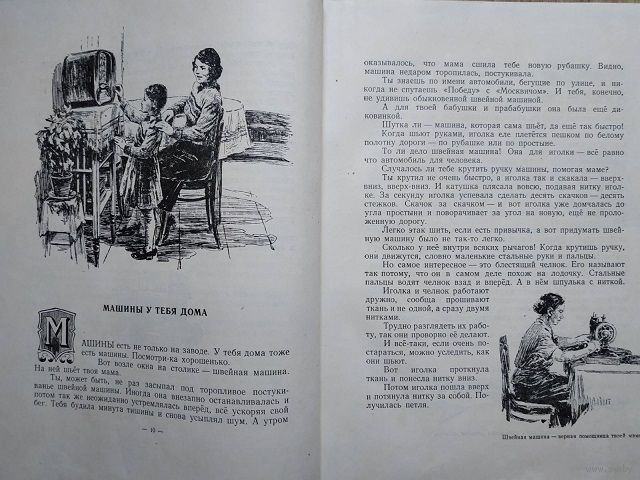 МАШИНЫ У ТЕБЯ ДОМА
МАШИНЫ есть не только на заводе. У тебя дома тоже
есть машины. Посмотри-ка хорошенько.
Вот возле окна на столике — швейная машина.
На ней шьёт твоя мама.
Ты, может быть, не раз засыпал под торопливое постуки-
ванье швейной машины. Иногда она внезапно останавливалась и
потом так же неожиданно устремлялась вперёд, всё ускоряя свой
бег. Тебя будила минута тишины и снова усыплял шум. А утром
— 10 —
оказывалось, что мама сшила тебе новую рубашку. Видно,
машина недаром торопилась, постукивала.
Ты знаешь по имени автомобили, бегущие по улице, и ни-
когда не спутаешь «Победу» с «Москвичом». И тебя, конечно,
не удивишь обыкновенной швейной машиной.
А для твоей бабушки и прабабушки она была ещё ди-
ковинкой.
Шутка ли — машина, которая сама шьёт, да ещё так быстро!
Когда шьют руками, иголка еле плетётся пешком по белому
полотну дороги — по рубашке или по простыне.
То ли дело швейная машина! Она для иголки — всё равно
что автомобиль для человека.
Случалось ли тебе крутить ручку машины, помогая маме?
Ты крутил не очень быстро, а иголка так и скакала — вверх-
вниз, вверх-вниз. И катушка плясала вовсю, подавая нитку игол-
ке. За секунду иголка успевала сделать десять скачков — десять
стежков. Скачок за скачком — и вот иголка уже домчалась до
угла простыни и поворачивает за угол на новую, ещё не проло-
женную дорогу.
Легко этак шить, если есть привычка, а вот придумать швей-
ную машину было не так-то легко.
Сколько у неё внутри всяких рычагов! Когда крутишь ручку,
они движутся, словно маленькие стальные руки и пальцы.
Но самое интересное — это блестящий челнок. Его называют
так потому, что он в самом деле похож на лодочку. Стальные
пальцы водят челнок взад и вперёд. А в нём шпулька с ниткой.
Иголка и челнок работают
дружно, сообща прошивают
ткань и не одной, а сразу двумя
нитками.
Трудно разглядеть их рабо-
ту, так они проворно её делают.
И всё-таки, если очень по-
стараться, можно уследить, как
они шьют.
Вот иголка проткнула
ткань и понесла нитку вниз.
Потом иголка пошла вверх
и потянула нитку за собой. По-
лучилась петля.
Швейная машина — верная помощница твоей